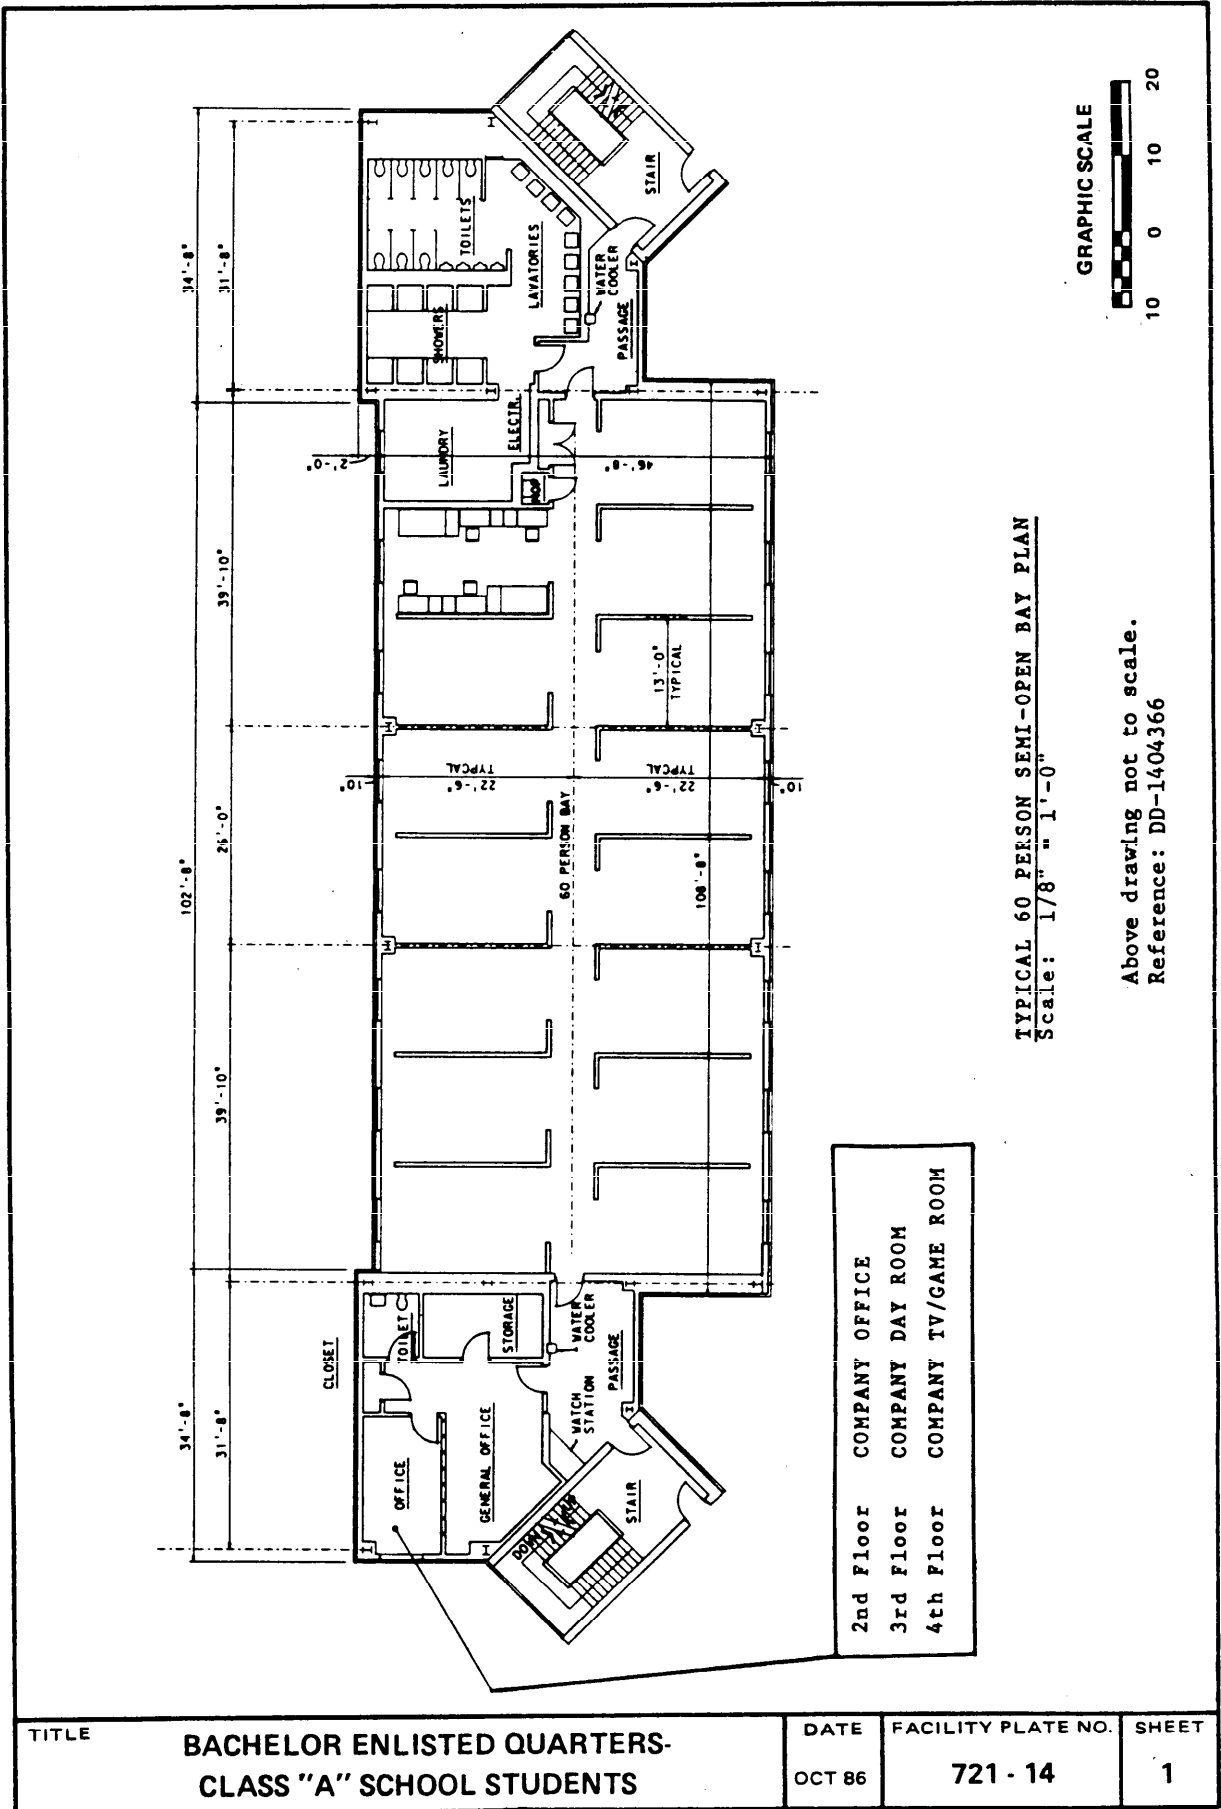 GRAPHIC SCALE
10 0 10 20
34'-8"
31'-8"
TOILETS
LAVATORIES
SHOWERS
STAIR
WATER
COOLER
PASSAGE
LAUNDRY
ELECTR.
MOP
2'-0"
46'-8"
39'-10"
13'-0"
TYPICAL
10"
22'-6"
TYPCAL
22'-6"
TYPCAL
10"
60 PERSON BAY
26'-0"
102'-8"
108'-8"
39'-10"
34'-8"
31'-8"
CLOSET
TOILET
STORAGE
WATER
COOLER
PASSAGE
WATCH
STATION
OFFICE
GENERAL OFFICE
STAIR
TYPICAL 60 PERSON SEMI-OPEN BAY PLAN
Scale: 1/8" = 1'-0"
Above drawing not to scale.
Reference: DD-1404366
2nd Floor COMPANY OFFICE
3rd Floor COMPANY DAY ROOM
4th Floor COMPANY TV/GAME ROOM
TITLE
BACHELOR ENLISTED QUARTERS-
CLASS "A" SCHOOL STUDENTS
DATE
OCT 86
FACILITY PLATE NO.
721 - 14
SHEET
1